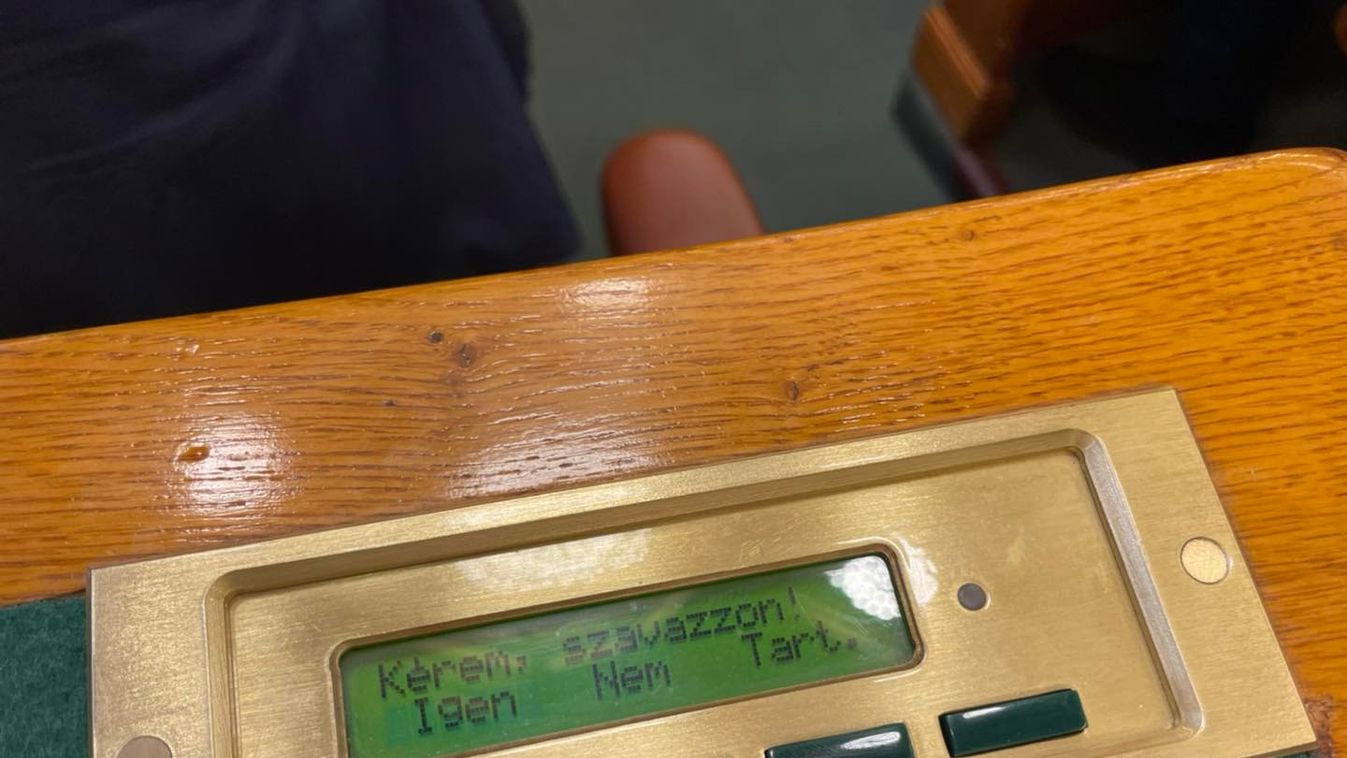 Kérem, szavazzon!
Igen Nem Tart.